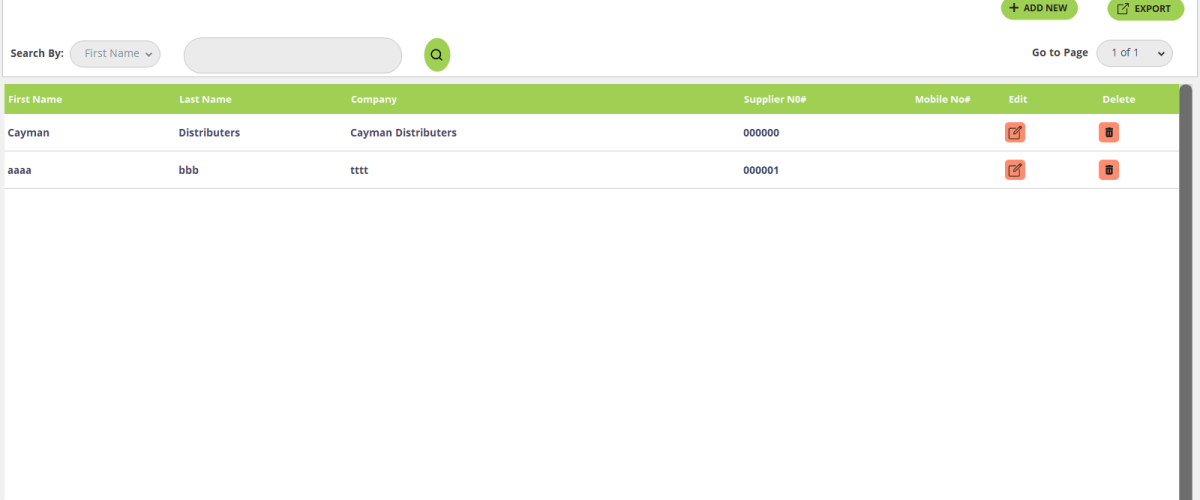 ADD NEW EXPORT
Search By: First Name Go to Page 1 of 1
First Name Last Name Company Supplier N0# Mobile No# Edit Delete
Cayman Distributers Cayman Distributers 000000
aaaa bbb tttt 000001